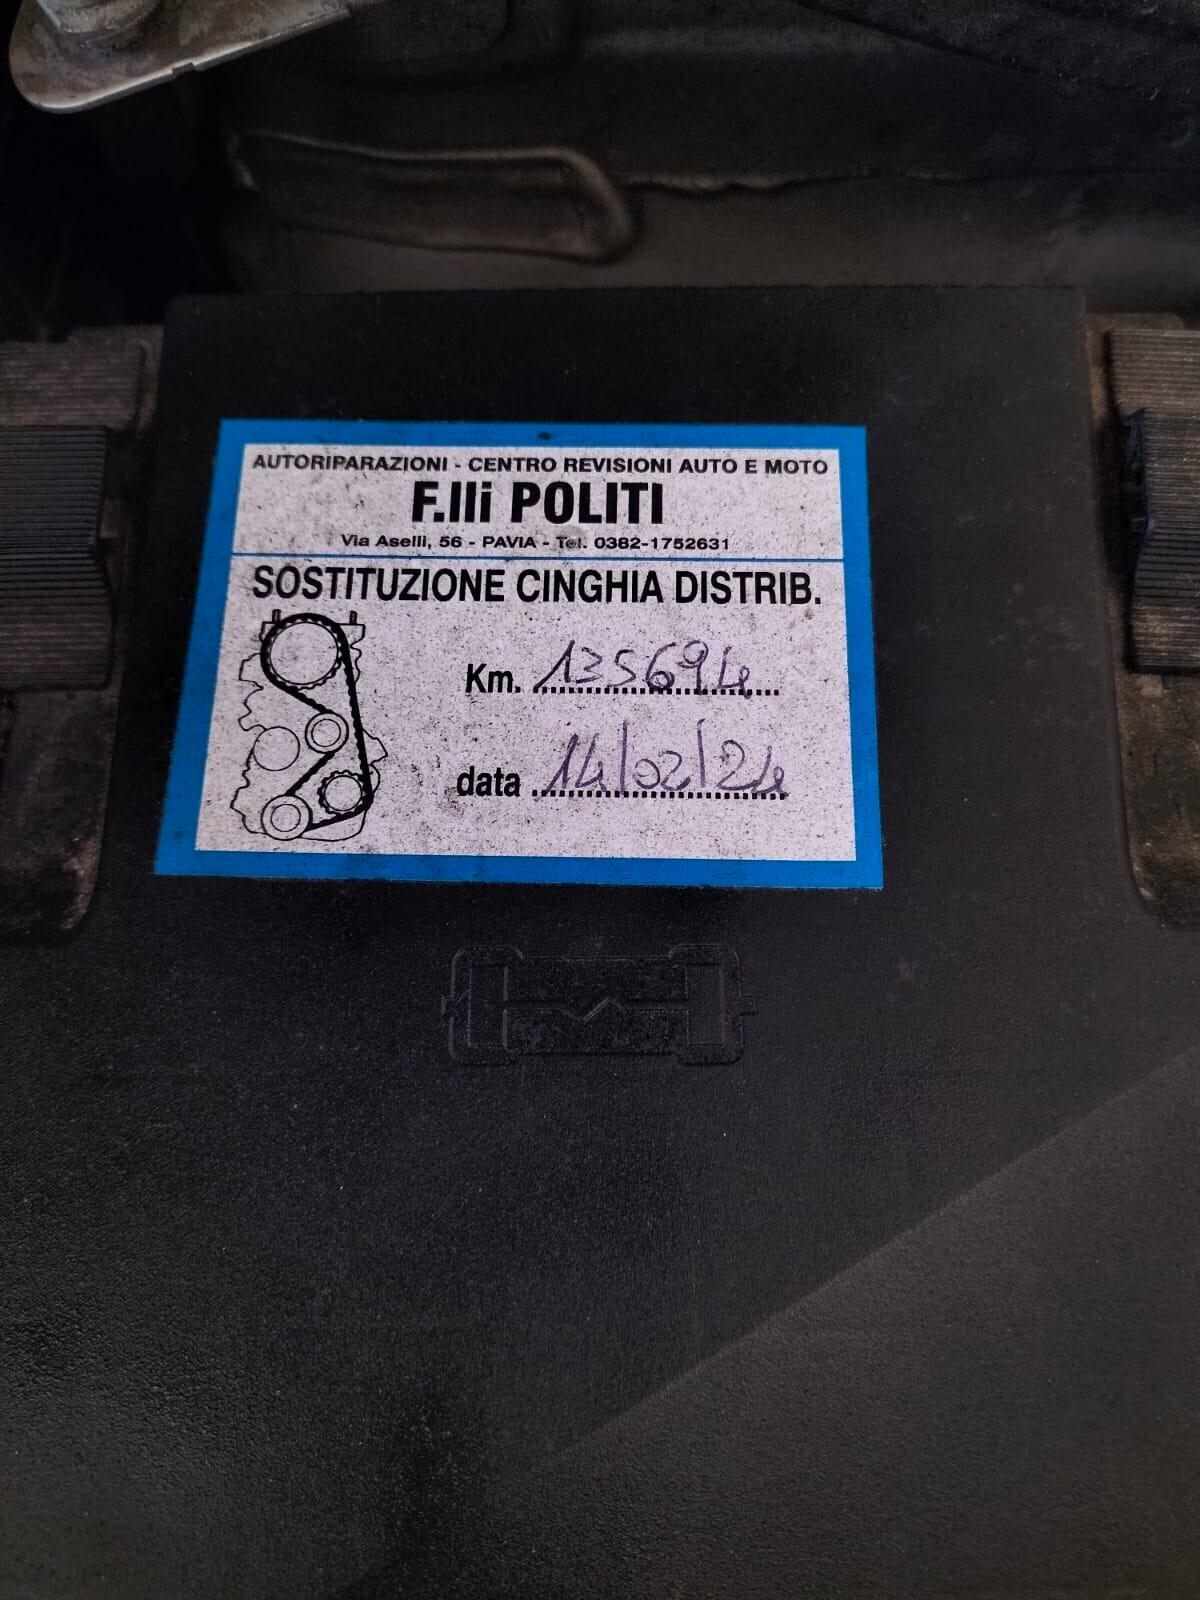 AUTORIPARAZIONI - CENTRO REVISIONI AUTO E MOTO
F.lli POLITI
Via Aselli, 56 - PAVIA - Tel. 0382-1752631
SOSTITUZIONE CINGHIA DISTRIB.
Km. 135694
data 14/02/24